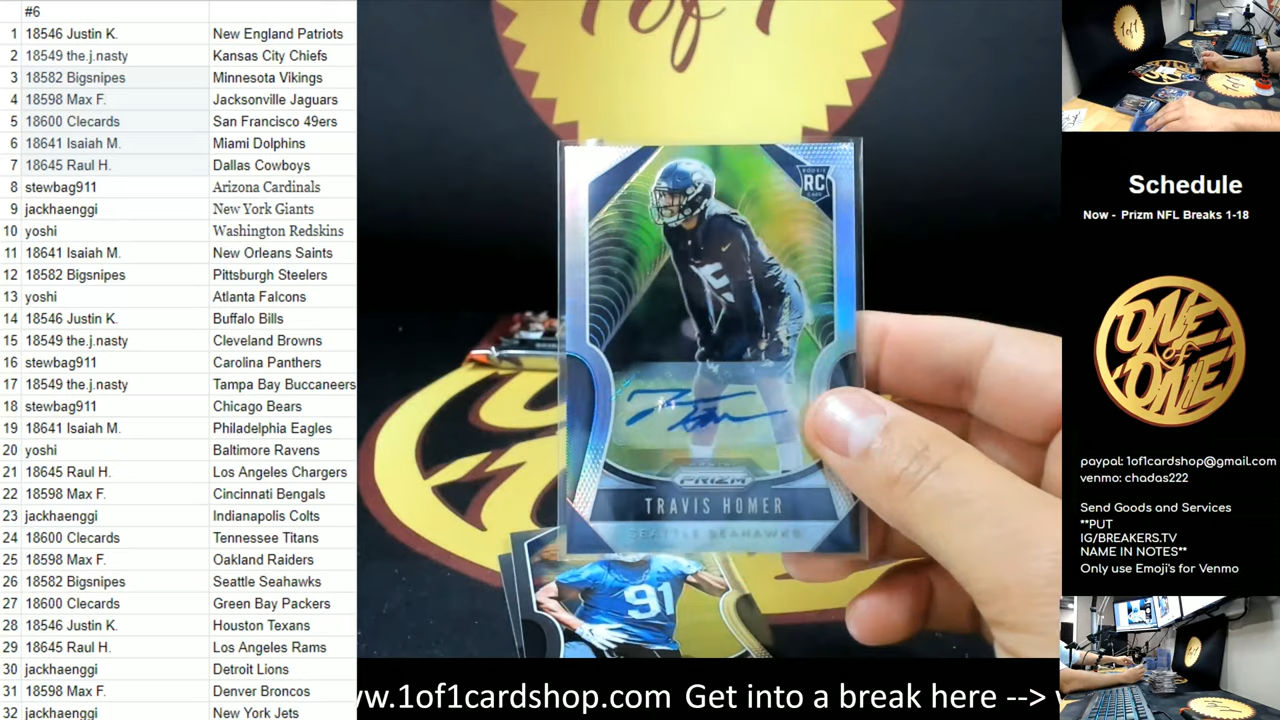 #6
1 18546 Justin K. New England Patriots
2 18549 the.j.nasty Kansas City Chiefs
3 18582 Bigsnipes Minnesota Vikings
4 18598 Max F. Jacksonville Jaguars
5 18600 Clecards San Francisco 49ers
6 18641 Isaiah M. Miami Dolphins
7 18645 Raul H. Dallas Cowboys
8 stewbag911 Arizona Cardinals
9 jackhaenggi New York Giants
10 yoshi Washington Redskins
11 18641 Isaiah M. New Orleans Saints
12 18582 Bigsnipes Pittsburgh Steelers
13 yoshi Atlanta Falcons
14 18546 Justin K. Buffalo Bills
15 18549 the.j.nasty Cleveland Browns
16 stewbag911 Carolina Panthers
17 18549 the.j.nasty Tampa Bay Buccaneers
18 stewbag911 Chicago Bears
19 18641 Isaiah M. Philadelphia Eagles
20 yoshi Baltimore Ravens
21 18645 Raul H. Los Angeles Chargers
22 18598 Max F. Cincinnati Bengals
23 jackhaenggi Indianapolis Colts
24 18600 Clecards Tennessee Titans
25 18598 Max F. Oakland Raiders
26 18582 Bigsnipes Seattle Seahawks
27 18600 Clecards Green Bay Packers
28 18546 Justin K. Houston Texans
29 18645 Raul H. Los Angeles Rams
30 jackhaenggi Detroit Lions
31 18598 Max F. Denver Broncos
32 jackhaenggi New York Jets
1 of 1
RC
PRIZM
TRAVIS HOMER
SEATTLE SEAHAWKS
91
w.1of1cardshop.com Get into a break here -->
1of1
Schedule
Now - Prizm NFL Breaks 1-18
ONE
of
ONE
paypal: 1of1cardshop@gmail.com
venmo: chadas222
Send Goods and Services
**PUT
IG/BREAKERS.TV
NAME IN NOTES**
Only use Emoji's for Venmo